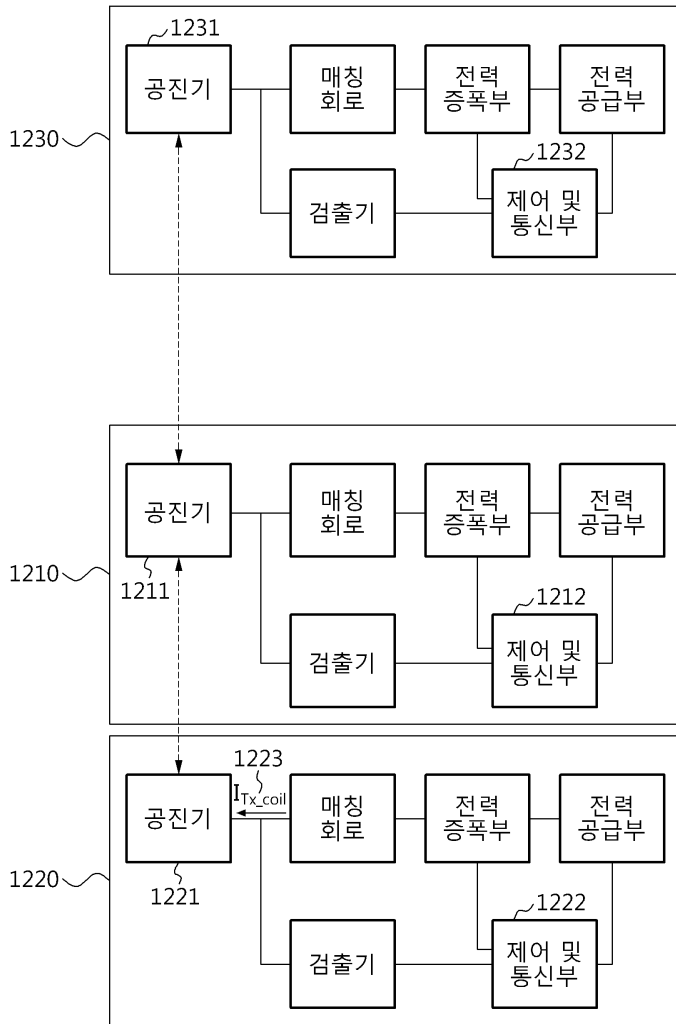 1231
공진기
매칭
회로
전력
증폭부
전력
공급부
1230
1232
검출기
제어 및
통신부
공진기
매칭
회로
전력
증폭부
전력
공급부
1210
1211
1212
검출기
제어 및
통신부
1223
I_Tx_coil
공진기
매칭
회로
전력
증폭부
전력
공급부
1220
1221
1222
검출기
제어 및
통신부